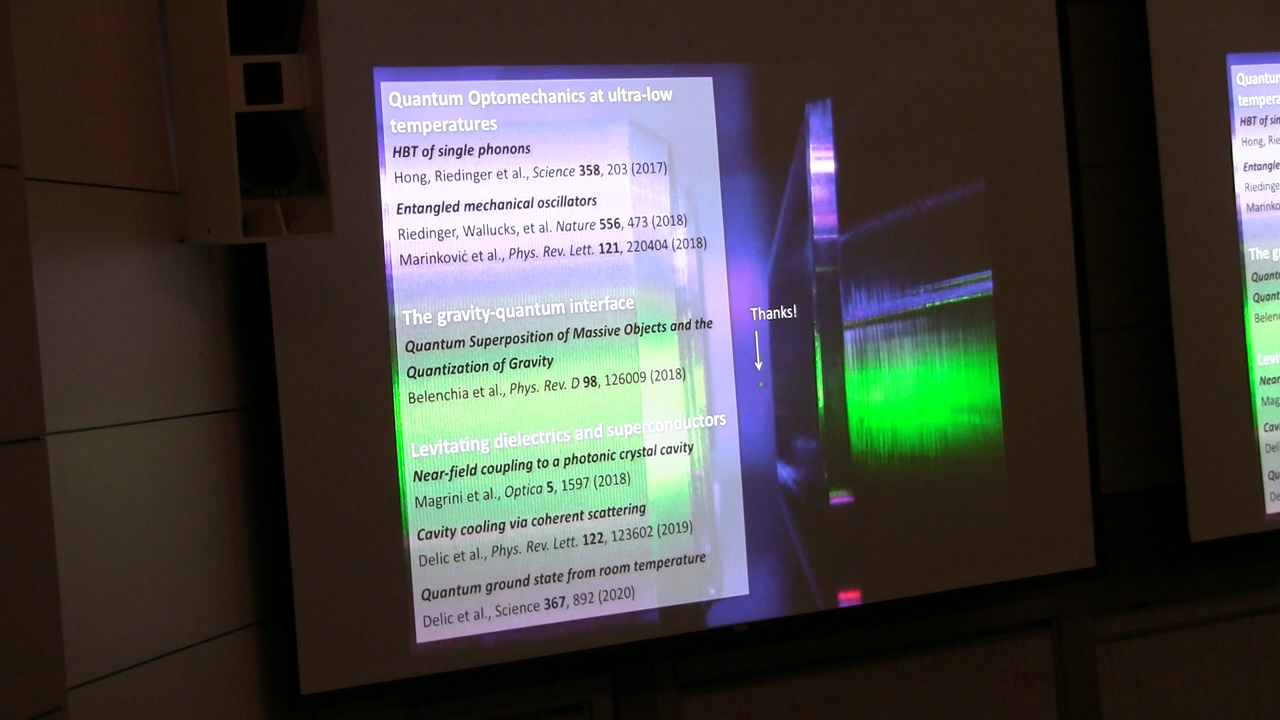 Quantum Optomechanics at ultra-low
temperatures
HBT of single phonons
Hong, Riedinger et al., Science 358, 203 (2017)
Entangled mechanical oscillators
Riedinger, Wallucks, et al. Nature 556, 473 (2018)
Marinković et al., Phys. Rev. Lett. 121, 220404 (2018)
The gravity-quantum interface
Quantum Superposition of Massive Objects and the
Quantization of Gravity
Belenchia et al., Phys. Rev. D 98, 126009 (2018)
Levitating dielectrics and superconductors
Near-field coupling to a photonic crystal cavity
Magrini et al., Optica 5, 1597 (2018)
Cavity cooling via coherent scattering
Delic et al., Phys. Rev. Lett. 122, 123602 (2019)
Quantum ground state from room temperature
Delic et al., Science 367, 892 (2020)
Thanks!